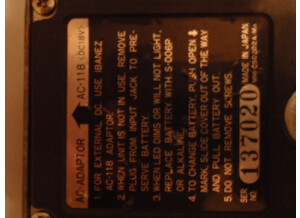 AC-ADAPTOR AC-118 (DC18V)
1. FOR EXTERNAL DC, USE IBANEZ
AC-118 ADAPTOR.
2. WHEN UNIT IS NOT IN USE, REMOVE
PLUG FROM INPUT JACK TO PRE-
SERVE BATTERY.
3. WHEN LED DIMS OR WILL NOT LIGHT,
REPLACE BATTERY WITH S-006P
4. TO CHANGE BATTERY, PUSH OPEN
MARK, SLIDE COVERS OUT OF THE WAY
AND PULL BATTERY OUT.
5. DO NOT REMOVE SCREWS.
SER.
NO.
137020
MADE IN JAPAN